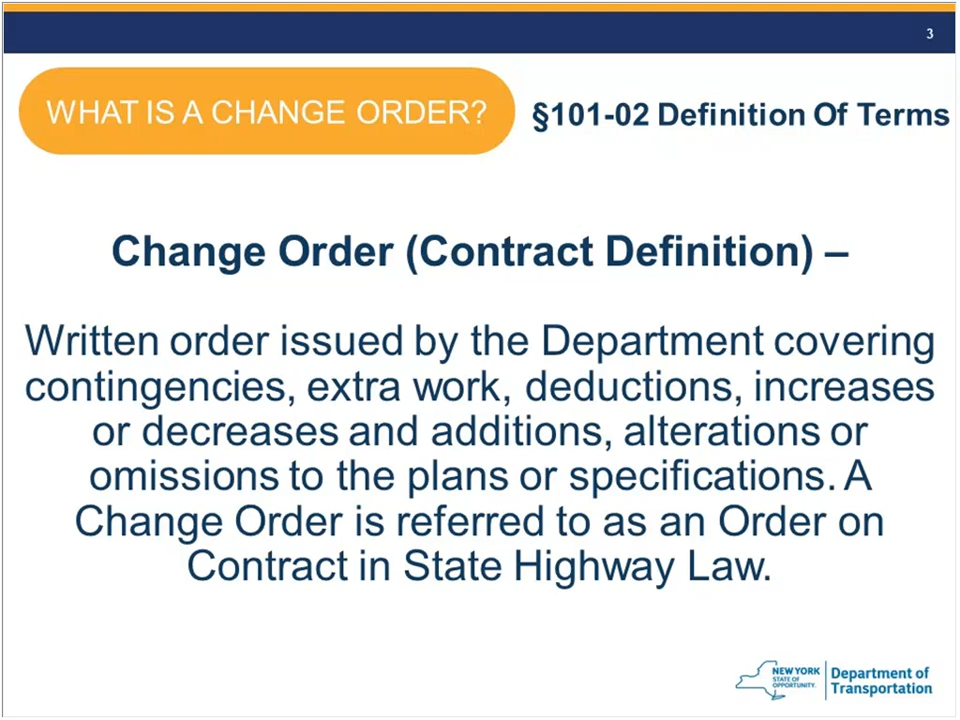 3
WHAT IS A CHANGE ORDER?
§101-02 Definition Of Terms
Change Order (Contract Definition) –
Written order issued by the Department covering
contingencies, extra work, deductions, increases
or decreases and additions, alterations or
omissions to the plans or specifications. A
Change Order is referred to as an Order on
Contract in State Highway Law.
NEW YORK
STATE OF
OPPORTUNITY.
Department of
Transportation